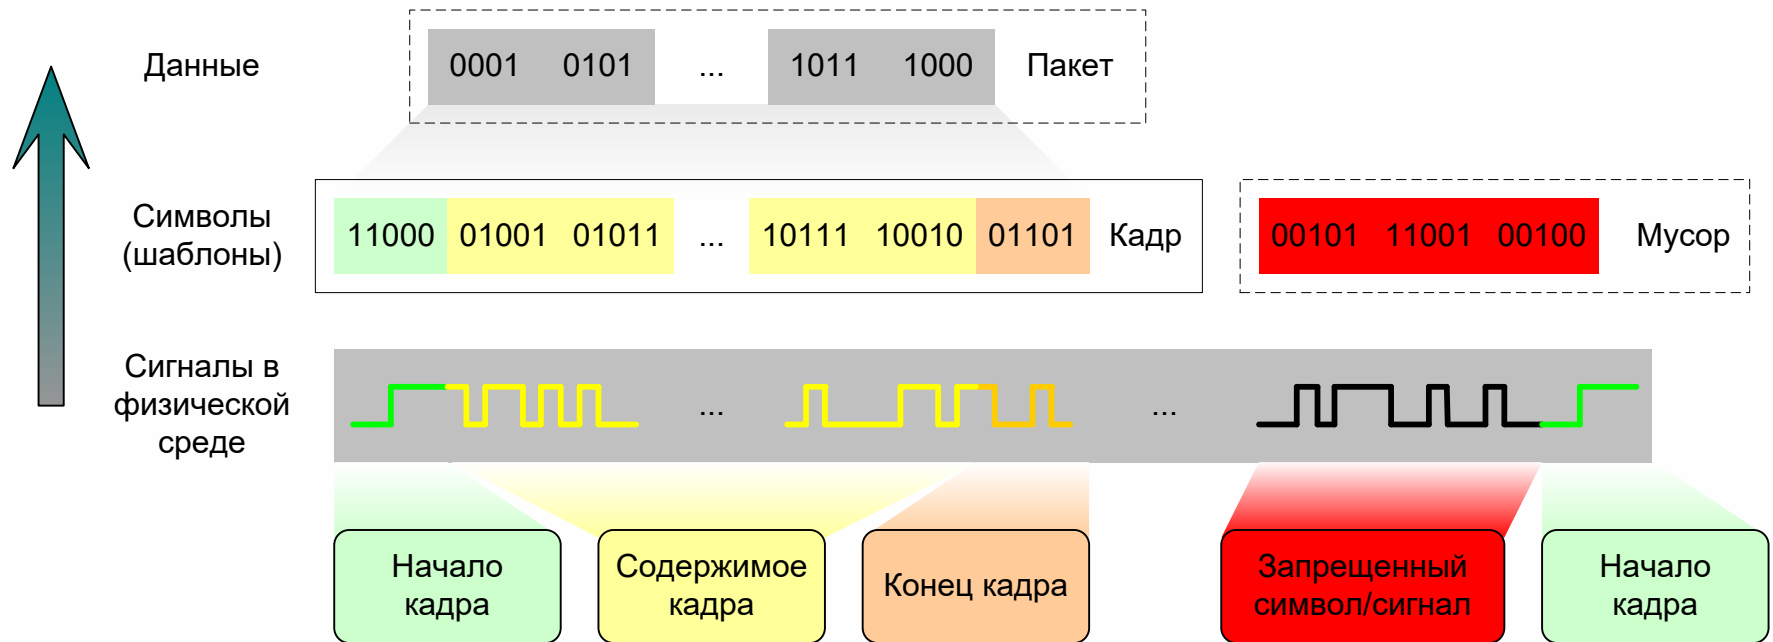 Данные
0001 0101 ... 1011 1000 Пакет
Символы
(шаблоны)
11000 01001 01011 ... 10111 10010 01101 Кадр
00101 11001 00100 Мусор
Сигналы в
физической
среде
... ...
Начало
кадра
Содержимое
кадра
Конец кадра
Запрещенный
символ/сигнал
Начало
кадра